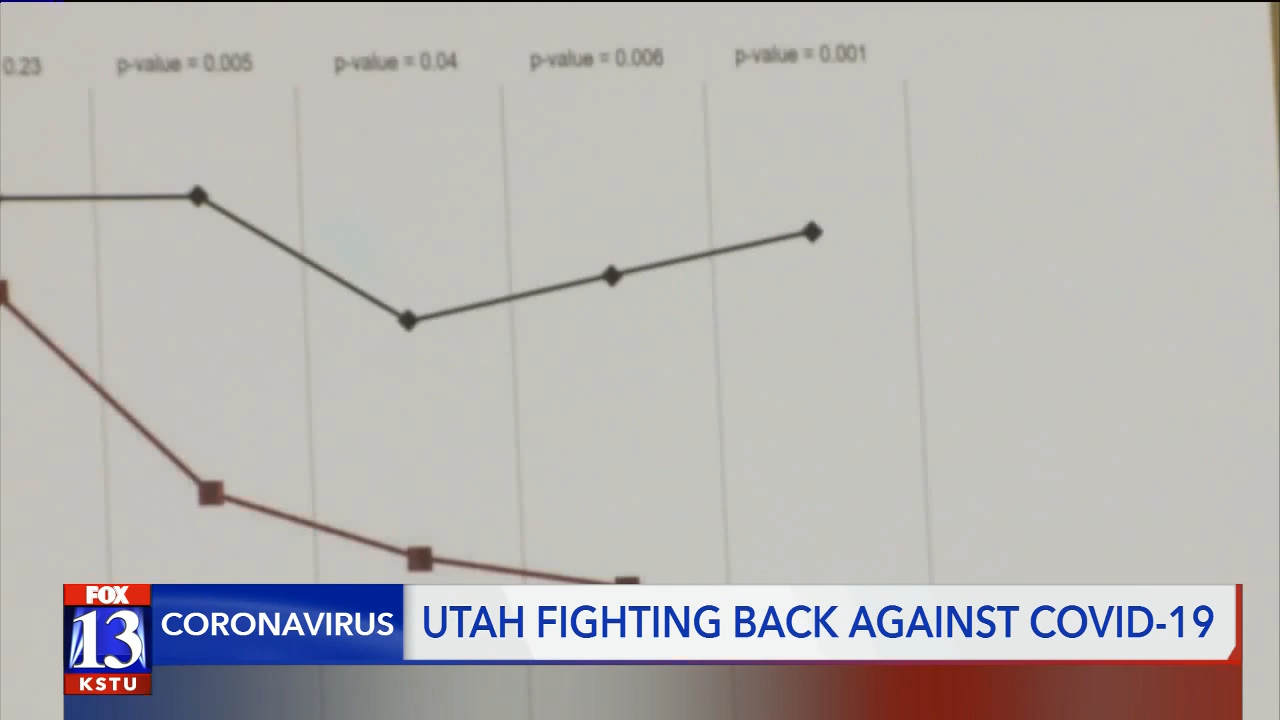 0.23 p-value = 0.005 p-value = 0.04 p-value = 0.006 p-value = 0.001
FOX
13
KSTU
CORONAVIRUS
UTAH FIGHTING BACK AGAINST COVID-19